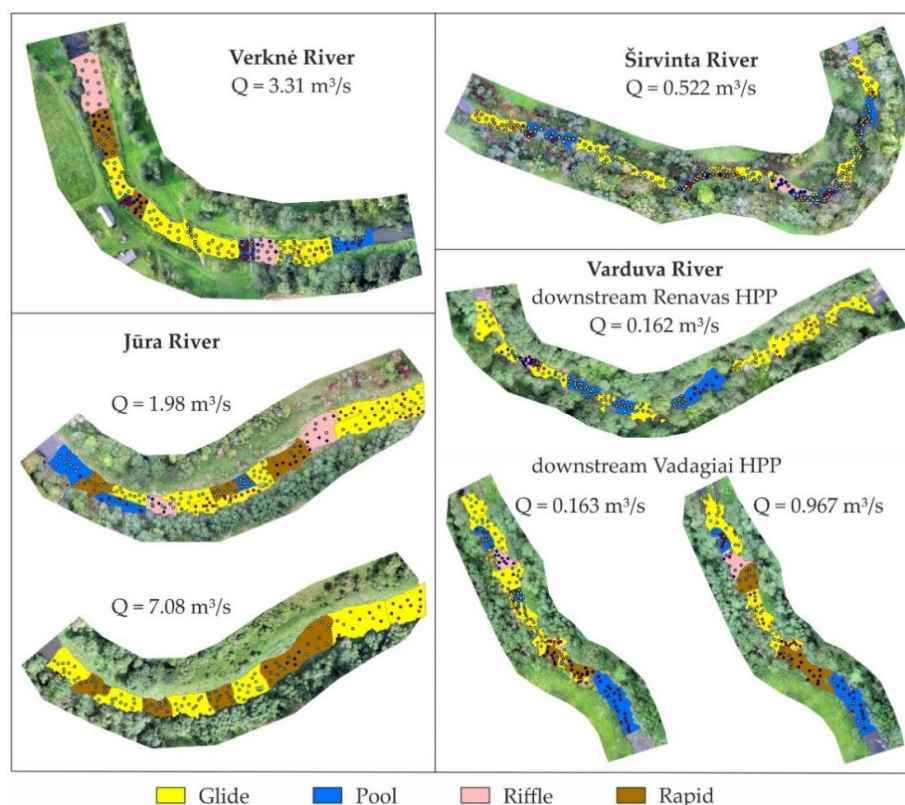 Verknė River
Q = 3.31 m³/s
Širvinta River
Q = 0.522 m³/s
Jūra River
Q = 1.98 m³/s
Q = 7.08 m³/s
Varduva River
downstream Renavas HPP
Q = 0.162 m³/s
downstream Vadagiai HPP
Q = 0.163 m³/s
Q = 0.967 m³/s
Glide
Pool
Riffle
Rapid